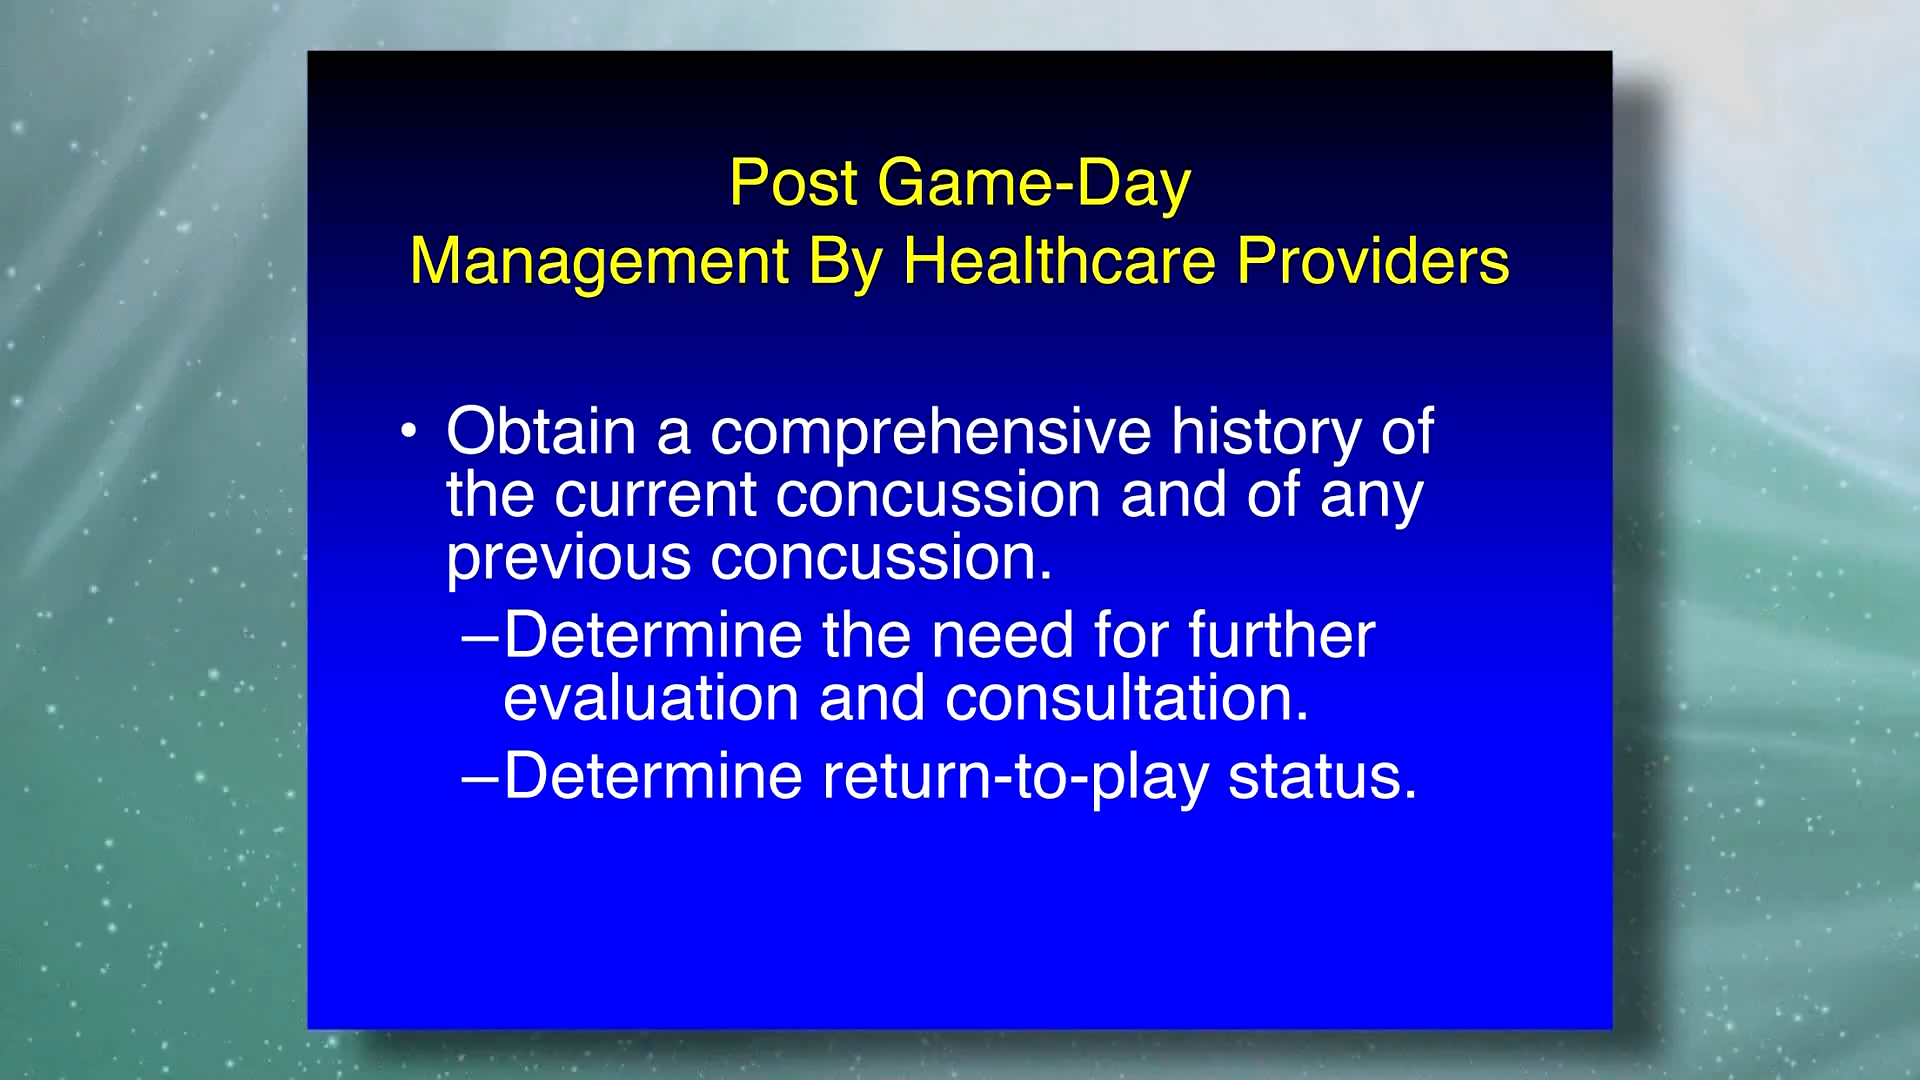 Post Game-Day
Management By Healthcare Providers
• Obtain a comprehensive history of
the current concussion and of any
previous concussion.
–Determine the need for further
evaluation and consultation.
–Determine return-to-play status.